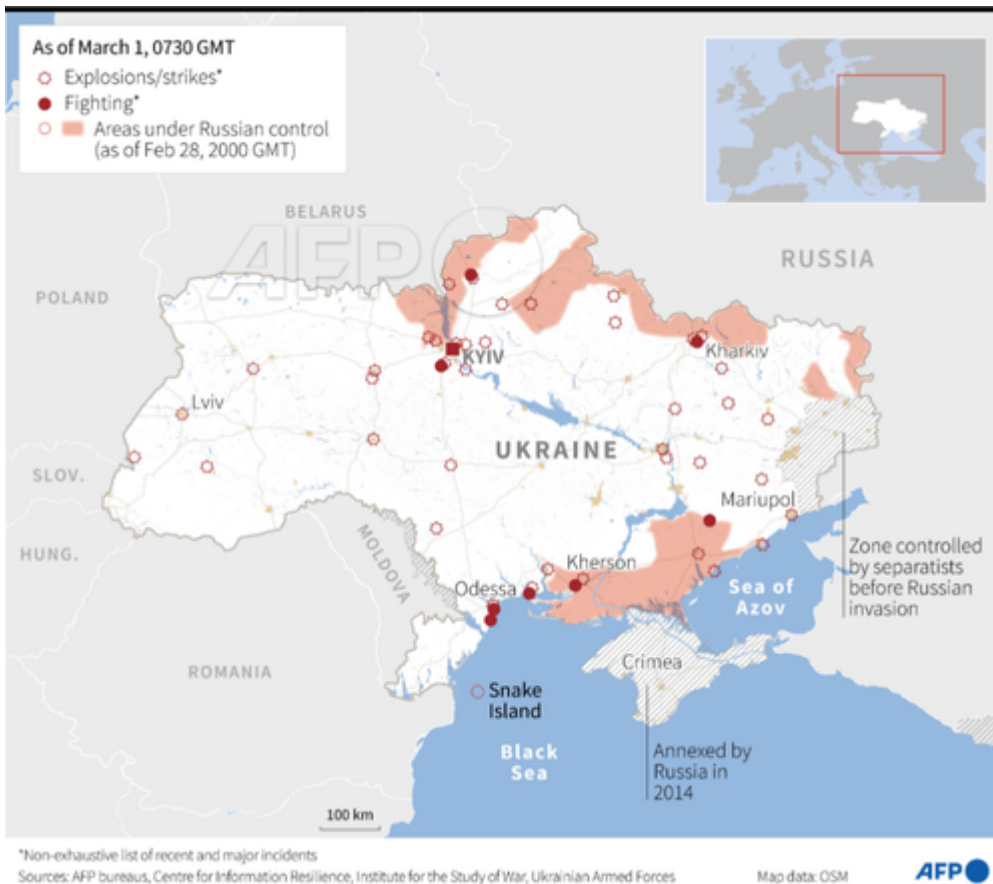 As of March 1, 0730 GMT
Explosions/strikes*
Fighting*
Areas under Russian control
(as of Feb 28, 2000 GMT)
BELARUS
AFP
RUSSIA
POLAND
KYIV
Kharkiv
Lviv
UKRAINE
SLOV.
Mariupol
HUNG.
MOLDOVA
Zone controlled
by separatists
before Russian
invasion
Kherson
Odessa
Sea of
Azov
ROMANIA
Crimea
Snake
Island
Black
Sea
Annexed by
Russia in
2014
100 km
*Non-exhaustive list of recent and major incidents
Sources: AFP bureaus, Centre for Information Resilience, Institute for the Study of War, Ukrainian Armed Forces
Map data: OSM
AFP